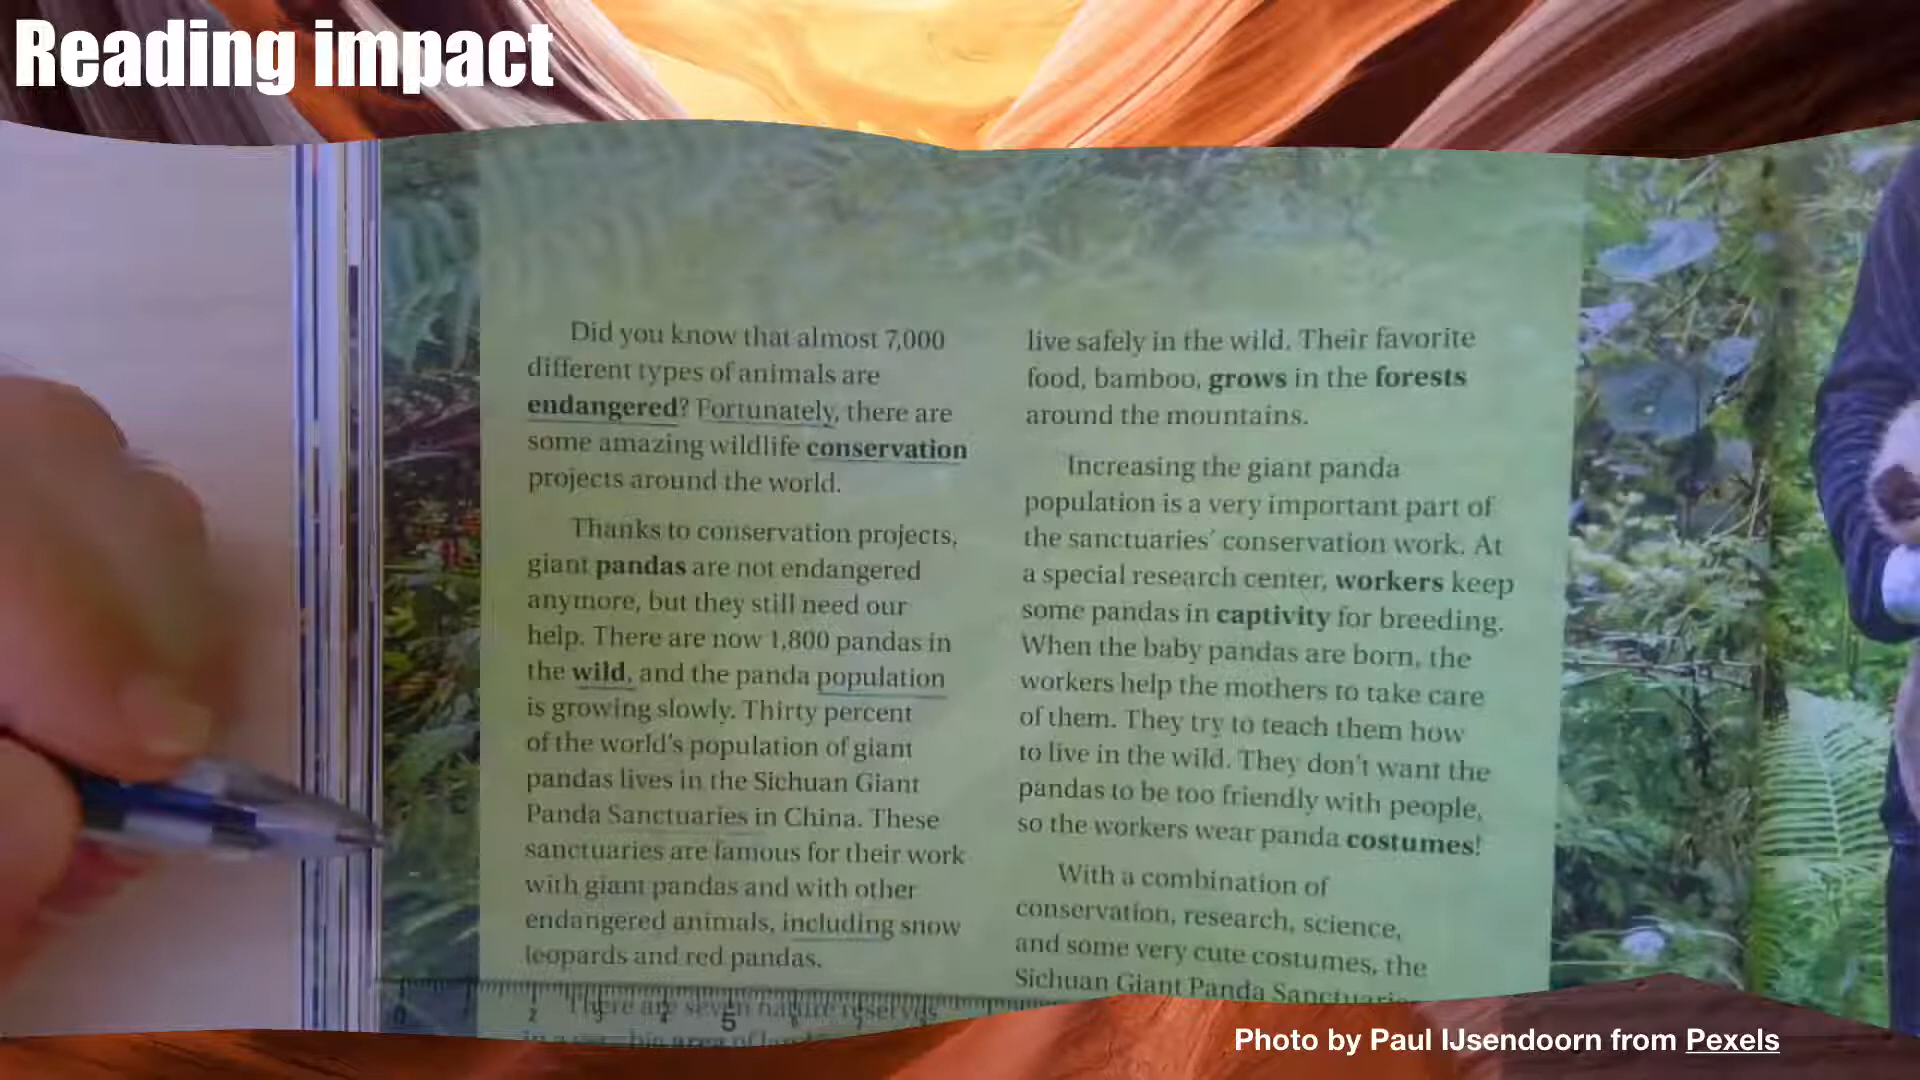 Reading impact
Did you know that almost 7,000
different types of animals are
endangered? Fortunately, there are
some amazing wildlife conservation
projects around the world.
Thanks to conservation projects,
giant pandas are not endangered
anymore, but they still need our
help. There are now 1,800 pandas in
the wild, and the panda population
is growing slowly. Thirty percent
of the world's population of giant
pandas lives in the Sichuan Giant
Panda Sanctuaries in China. These
sanctuaries are famous for their work
with giant pandas and with other
endangered animals, including snow
leopards and red pandas.
There are seven nature reserves
live safely in the wild. Their favorite
food, bamboo, grows in the forests
around the mountains.
Increasing the giant panda
population is a very important part of
the sanctuaries' conservation work. At
a special research center, workers keep
some pandas in captivity for breeding.
When the baby pandas are born, the
workers help the mothers to take care
of them. They try to teach them how
to live in the wild. They don't want the
pandas to be too friendly with people,
so the workers wear panda costumes!
With a combination of
conservation, research, science,
and some very cute costumes, the
Sichuan Giant Panda
Photo by Paul IJsendoorn from Pexels